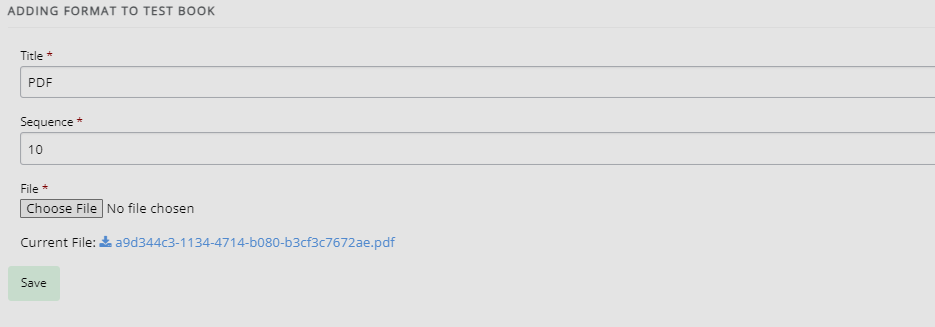 ADDING FORMAT TO TEST BOOK
Title *
PDF
Sequence *
10
File *
Choose File No file chosen
Current File: a9d344c3-1134-4714-b080-b3cf3c7672ae.pdf
Save